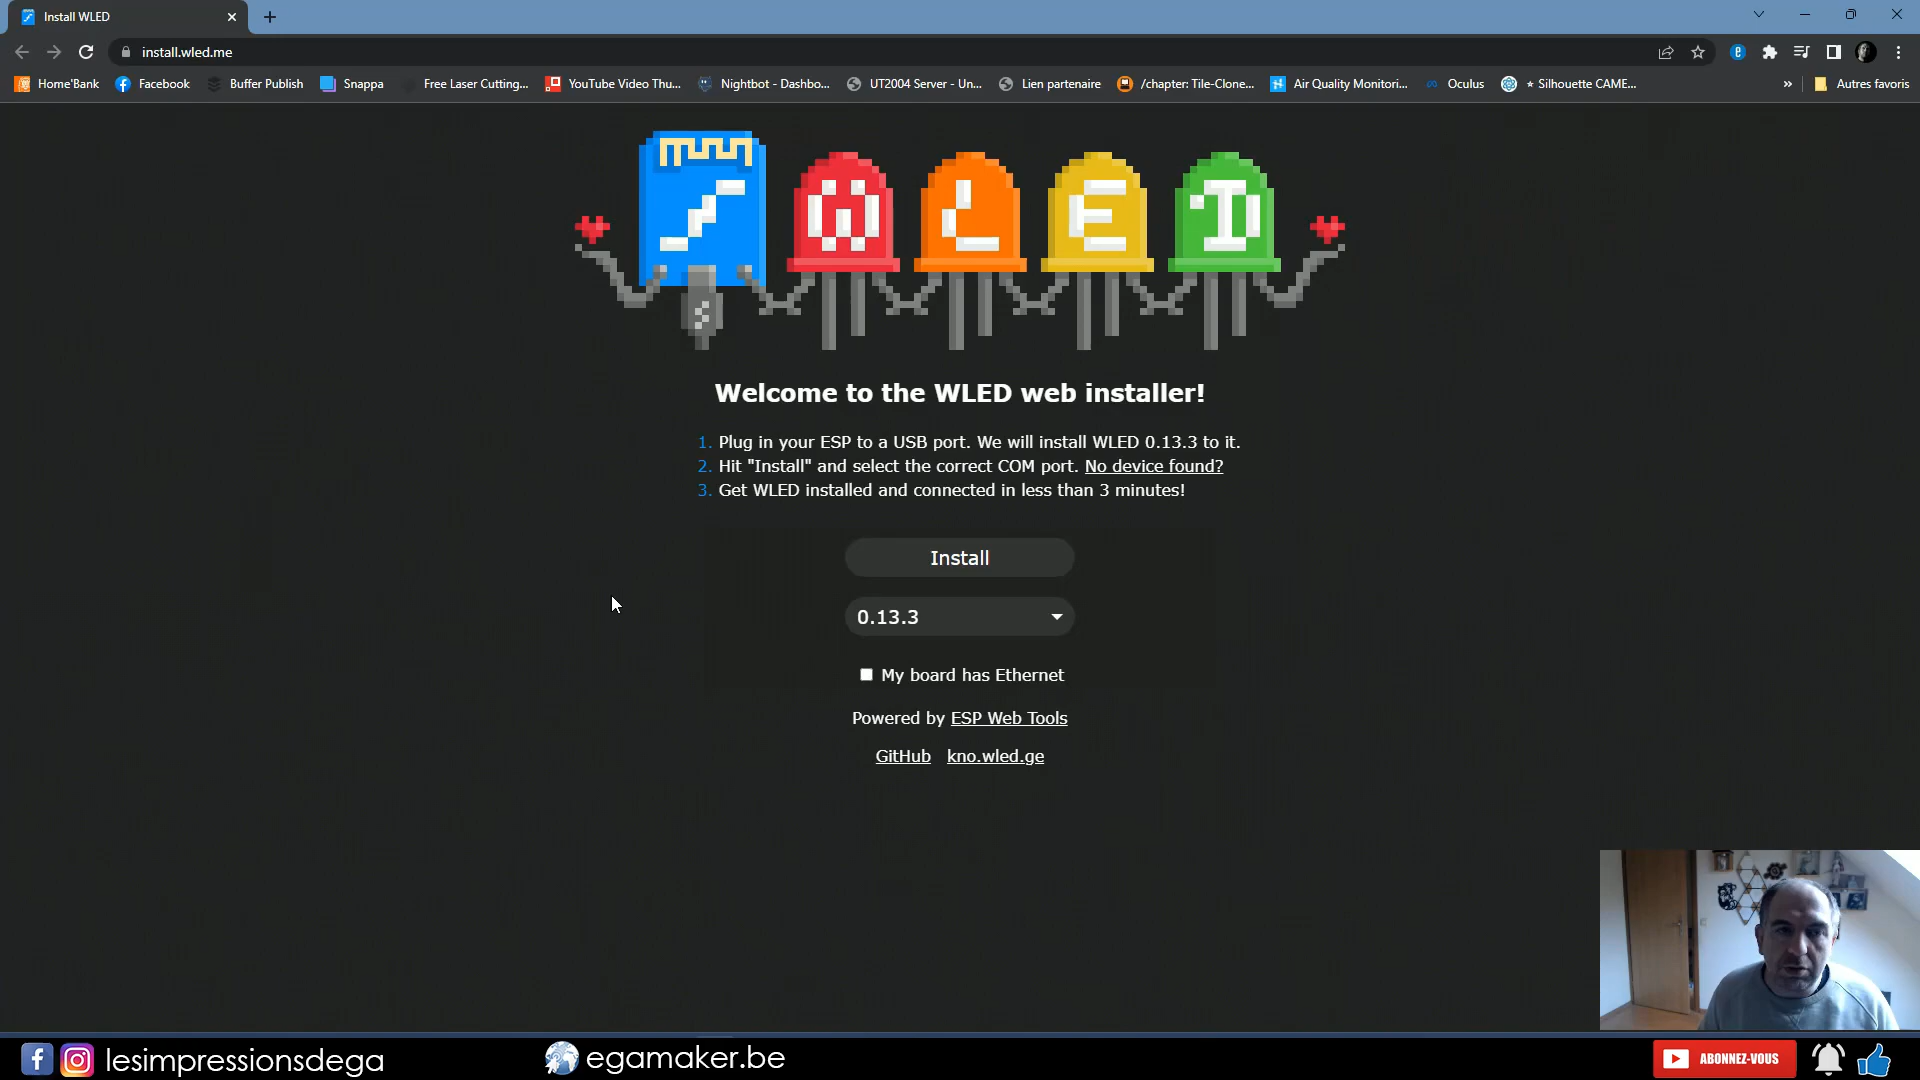 Install WLED
install.wled.me
Home'Bank
Facebook
Buffer Publish
Snappa
Free Laser Cutting...
YouTube Video Thu...
Nightbot - Dashbo...
UT2004 Server - Un...
Lien partenaire
/chapter: Tile-Clone...
Air Quality Monitori...
Oculus
⭑ Silhouette CAME...
»
Autres favoris
WLED
Welcome to the WLED web installer!
1. Plug in your ESP to a USB port. We will install WLED 0.13.3 to it.
2. Hit "Install" and select the correct COM port. No device found?
3. Get WLED installed and connected in less than 3 minutes!
Install
0.13.3
My board has Ethernet
Powered by ESP Web Tools
GitHub kno.wled.ge
lesimpressionsdega
egamaker.be
ABONNEZ-VOUS